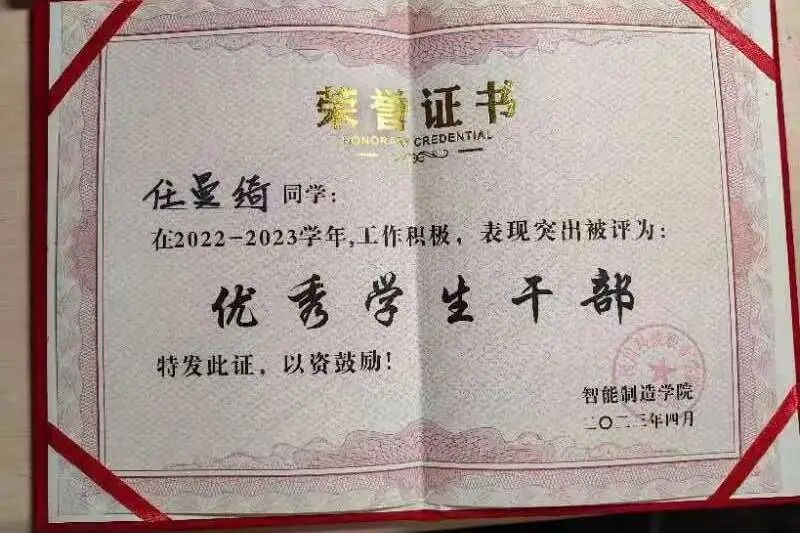 荣誉证书
HONORARY CREDENTIAL
任曼绮 同学：
在2022-2023学年,工作积极，表现突出被评为：
优秀学生干部
特发此证，以资鼓励！
智能制造学院
二〇二三年四月